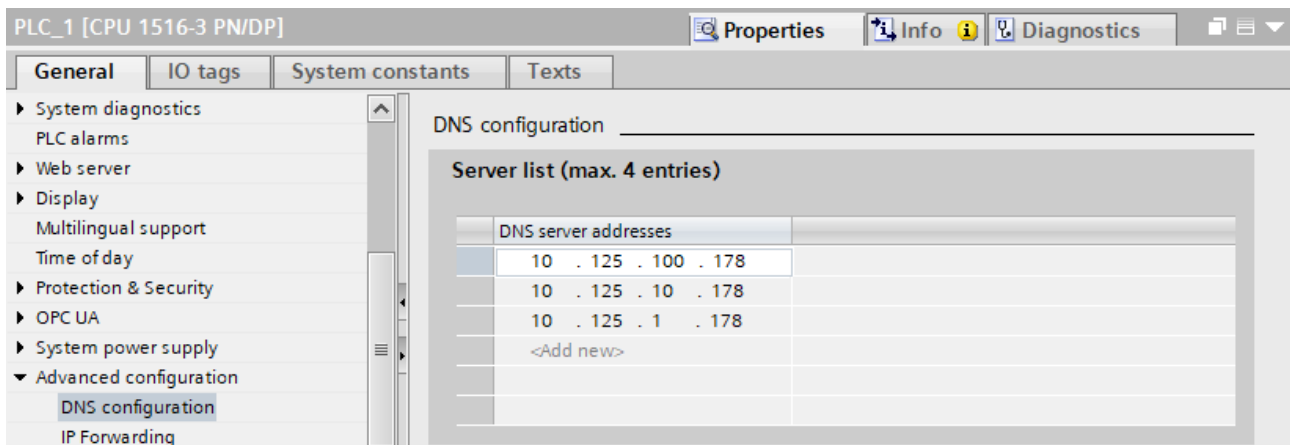 PLC_1 [CPU 1516-3 PN/DP]
Properties
Info
Diagnostics
General
IO tags
System constants
Texts
System diagnostics
PLC alarms
Web server
Display
Multilingual support
Time of day
Protection & Security
OPC UA
System power supply
Advanced configuration
DNS configuration
IP Forwarding
DNS configuration
Server list (max. 4 entries)
DNS server addresses
10 . 125 . 100 . 178
10 . 125 . 10 . 178
10 . 125 . 1 . 178
<Add new>